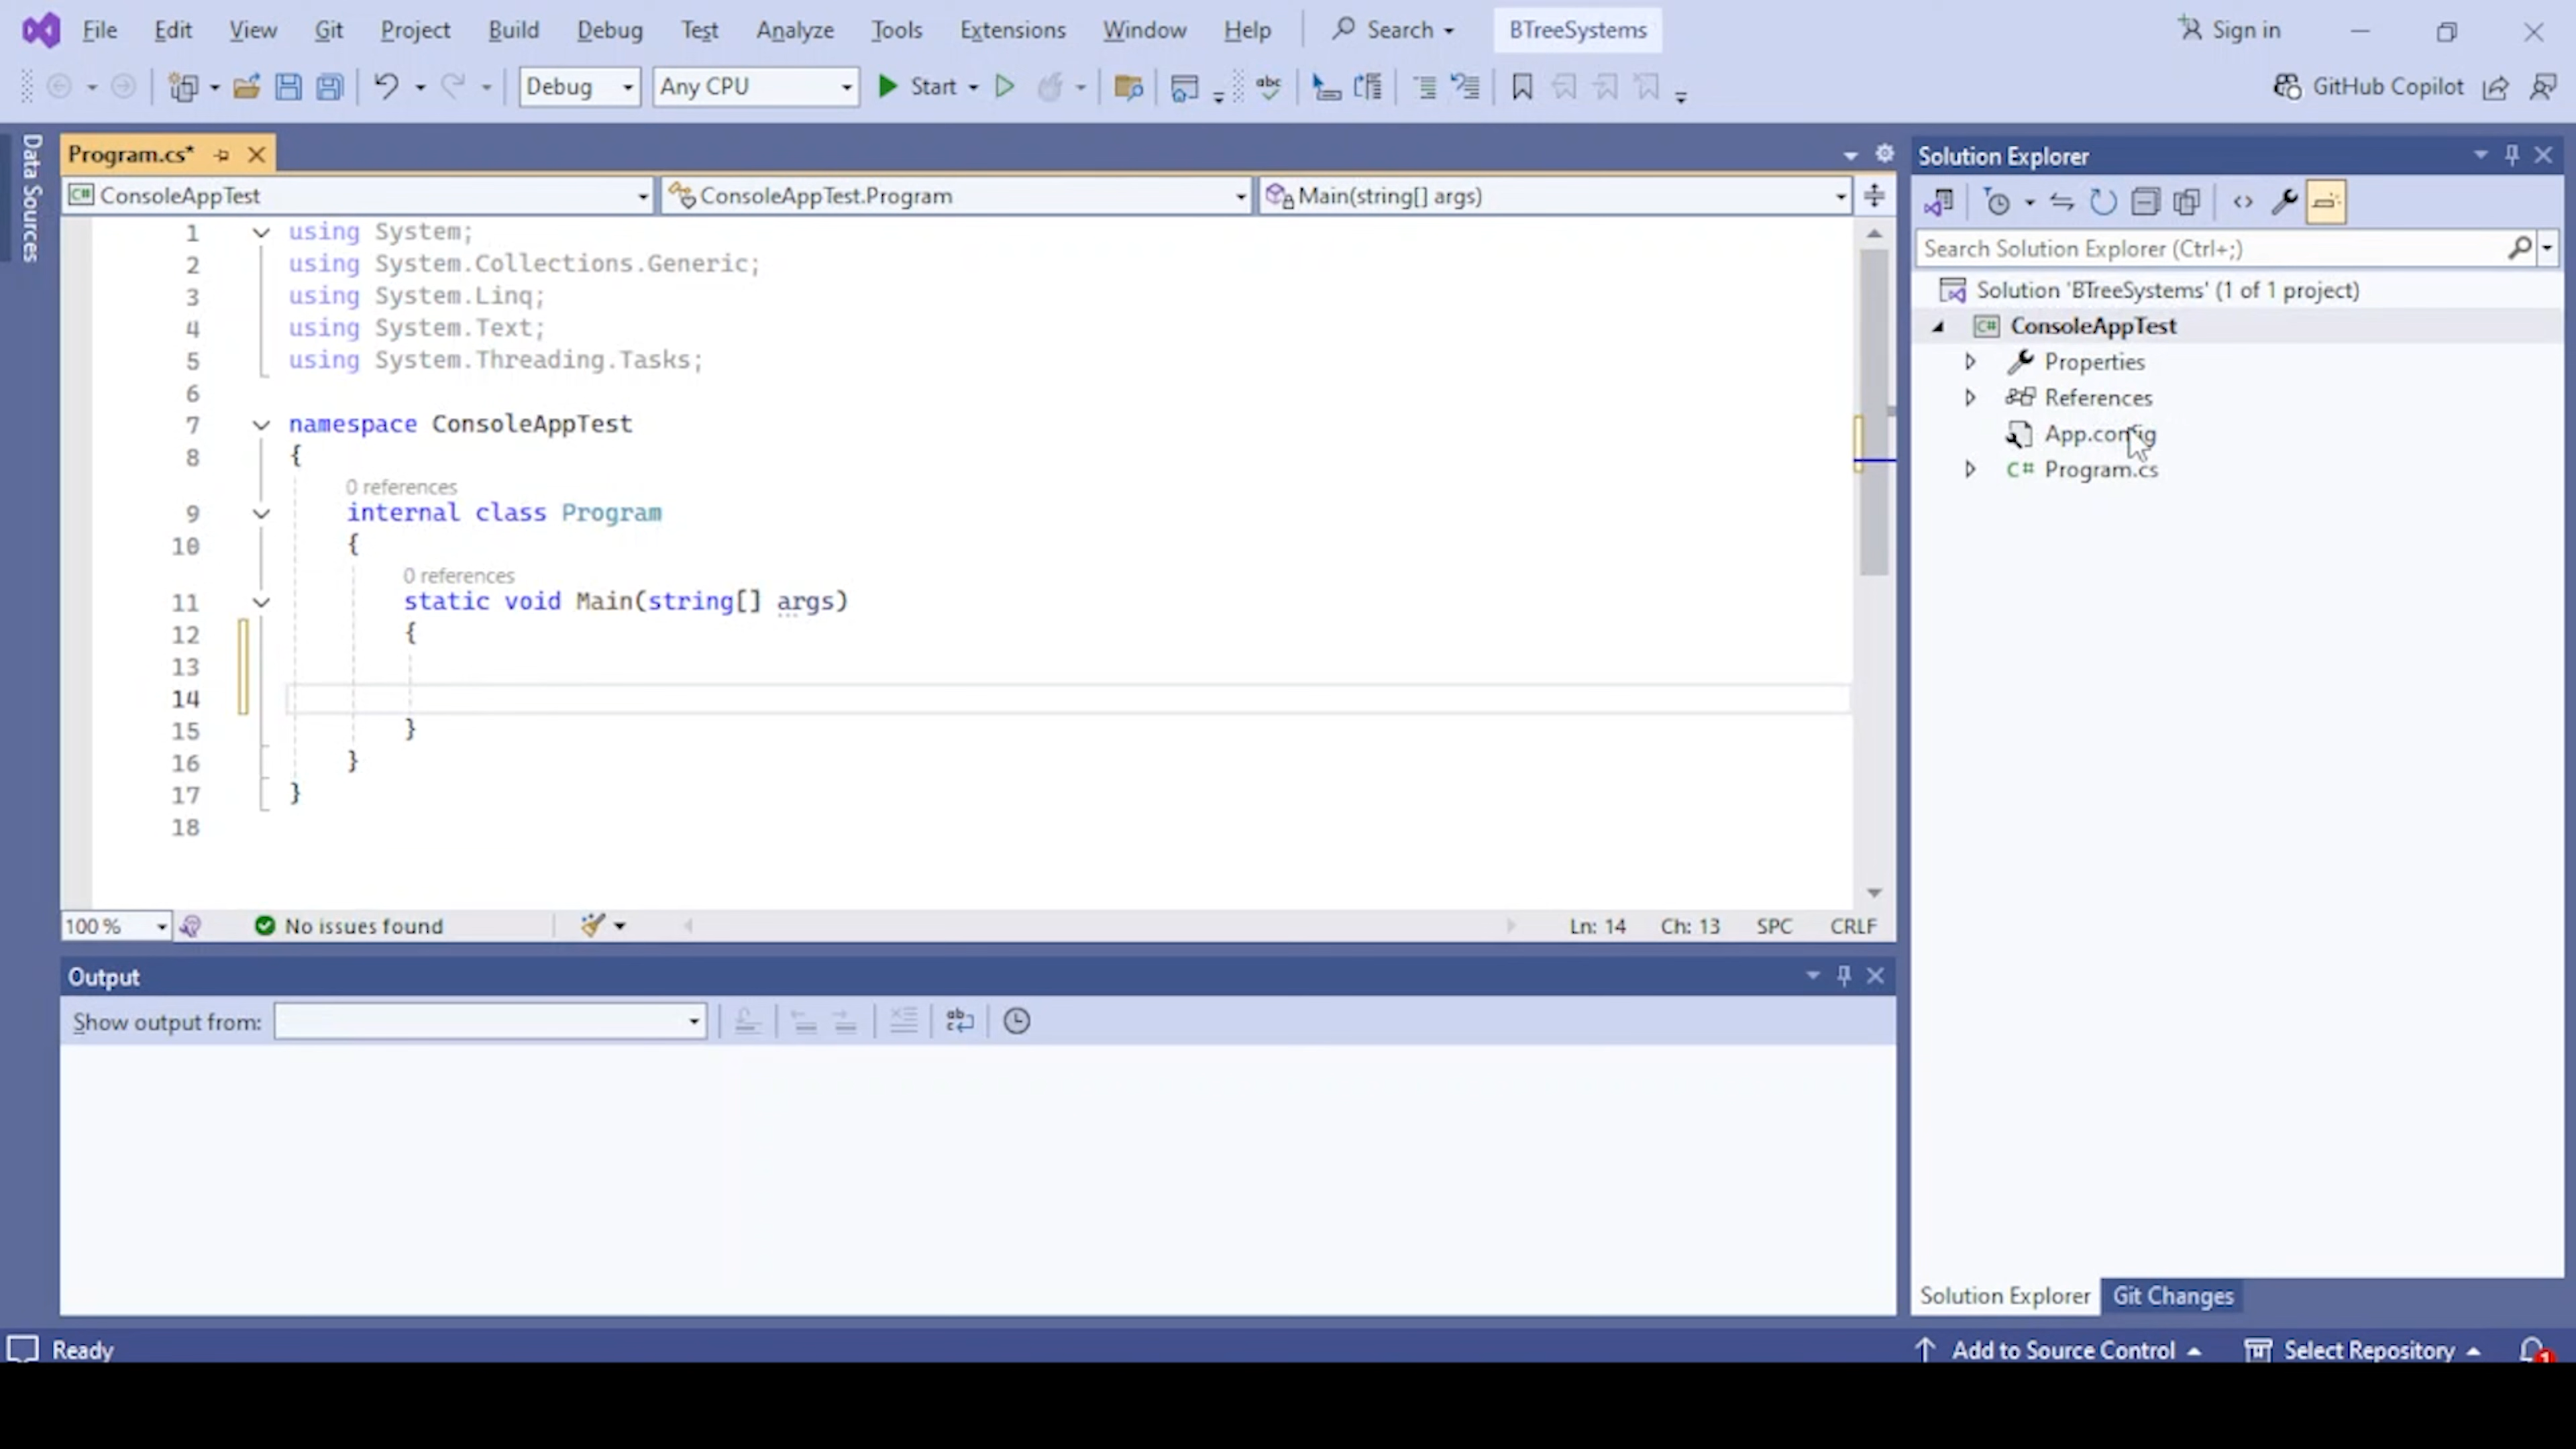 File Edit View Git Project Build Debug Test Analyze Tools Extensions Window Help Search BTreeSystems Sign in
Debug Any CPU Start abc GitHub Copilot
Data Sources
Program.cs*
ConsoleAppTest ConsoleAppTest.Program Main(string[] args)
1 using System;
2 using System.Collections.Generic;
3 using System.Linq;
4 using System.Text;
5 using System.Threading.Tasks;
6
7 namespace ConsoleAppTest
8 {
0 references
9 internal class Program
10 {
0 references
11 static void Main(string[] args)
12 {
13
14
15 }
16 }
17 }
18
100 % No issues found Ln: 14 Ch: 13 SPC CRLF
Output
Show output from:
Solution Explorer
Search Solution Explorer (Ctrl+;)
Solution 'BTreeSystems' (1 of 1 project)
C# ConsoleAppTest
Properties
References
App.config
C# Program.cs
Solution Explorer Git Changes
Ready Add to Source Control Select Repository 1